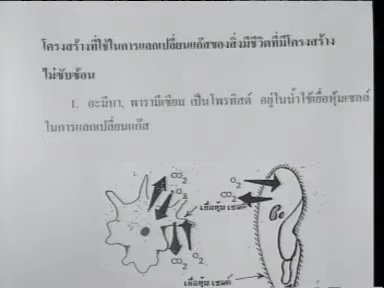 โครงสร้างที่ใช้ในการแลกเปลี่ยนแก๊สของสิ่งมีชีวิตที่มีโครงสร้าง
ไม่ซับซ้อน
1. อะมีบา, พารามีเซียม เป็นโพรทิสต์ อยู่ในน้ำใช้เยื่อหุ้มเซลล์
ในการแลกเปลี่ยนแก๊ส
CO2
O2
O2
CO2
เยื่อหุ้ม เซลล์
CO2
O2
เยื่อหุ้ม เซลล์